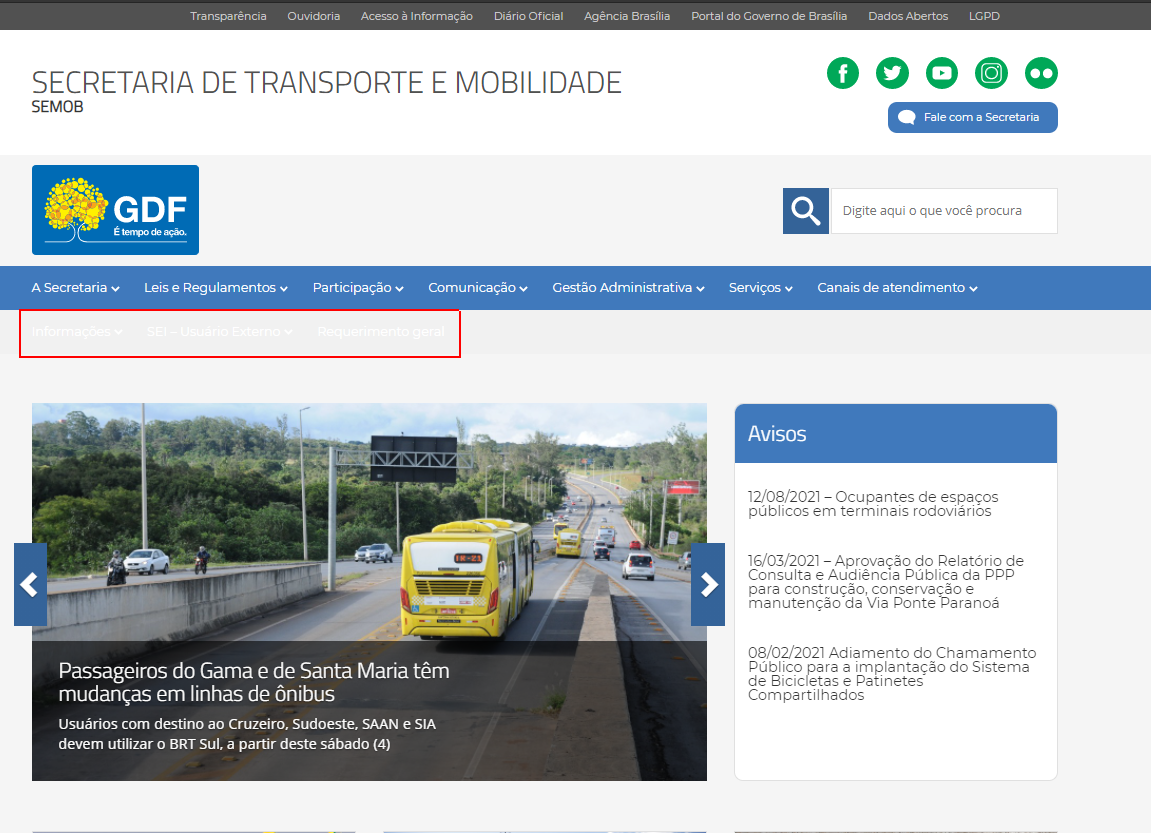 Transparência Ouvidoria Acesso à Informação Diário Oficial Agência Brasília Portal do Governo de Brasília Dados Abertos LGPD
SECRETARIA DE TRANSPORTE E MOBILIDADE
SEMOB
Fale com a Secretaria
GDF
É tempo de ação.
Digite aqui o que você procura
A Secretaria Leis e Regulamentos Participação Comunicação Gestão Administrativa Serviços Canais de atendimento
Informações SEI – Usuário Externo Requerimento geral
Passageiros do Gama e de Santa Maria têm
mudanças em linhas de ônibus
Usuários com destino ao Cruzeiro, Sudoeste, SAAN e SIA
devem utilizar o BRT Sul, a partir deste sábado (4)
Avisos
12/08/2021 – Ocupantes de espaços
públicos em terminais rodoviários
16/03/2021 – Aprovação do Relatório de
Consulta e Audiência Pública da PPP
para construção, conservação e
manutenção da Via Ponte Paranoá
08/02/2021 Adiamento do Chamamento
Público para a implantação do Sistema
de Bicicletas e Patinetes
Compartilhados